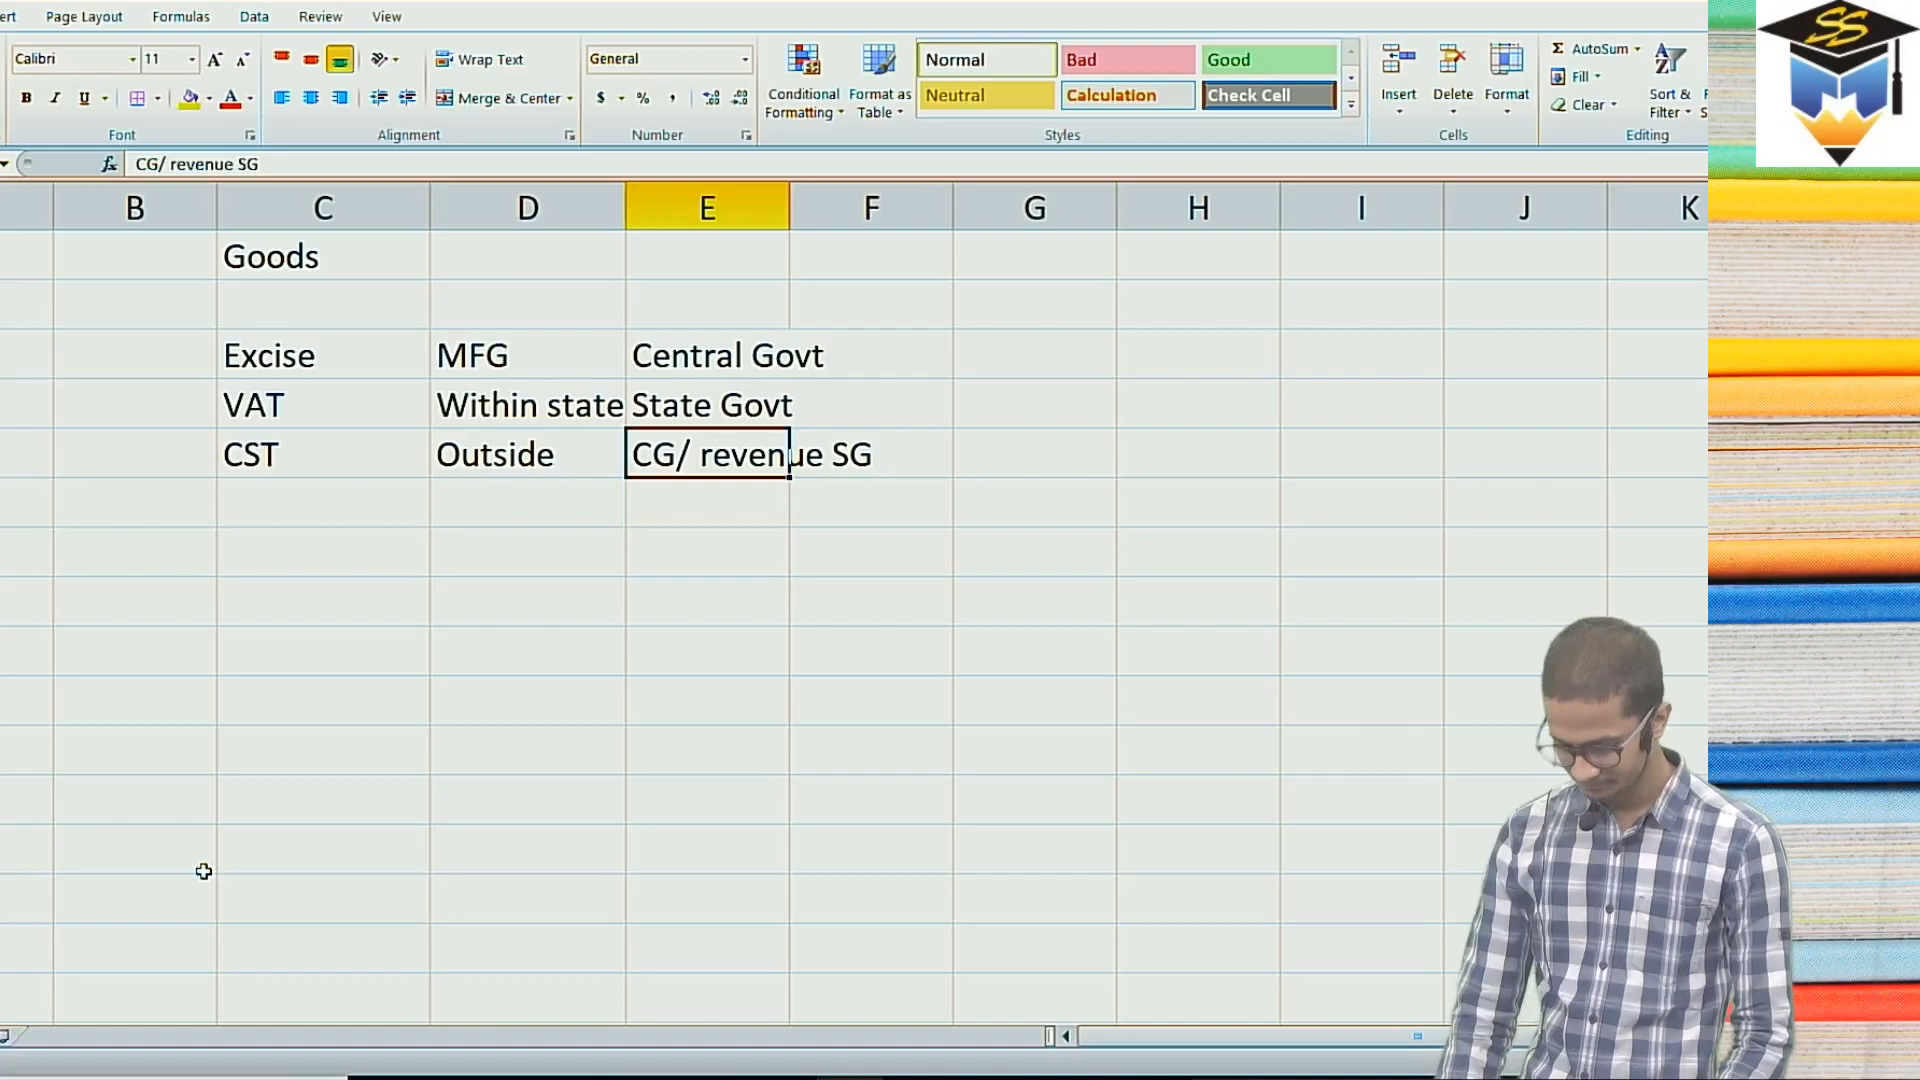 ert Page Layout Formulas Data Review View
Calibri 11 A A Wrap Text General Normal Bad Good AutoSum
Conditional Format as Insert Delete Format Fill
B I U A Merge & Center $ % , Formatting Table Neutral Calculation Check Cell Clear Sort &
Filter
Font Alignment Number Styles Cells Editing
fx CG/ revenue SG
B C D E F G H I J K
Goods
Excise MFG Central Govt
VAT Within state State Govt
CST Outside CG/ revenue SG
SS